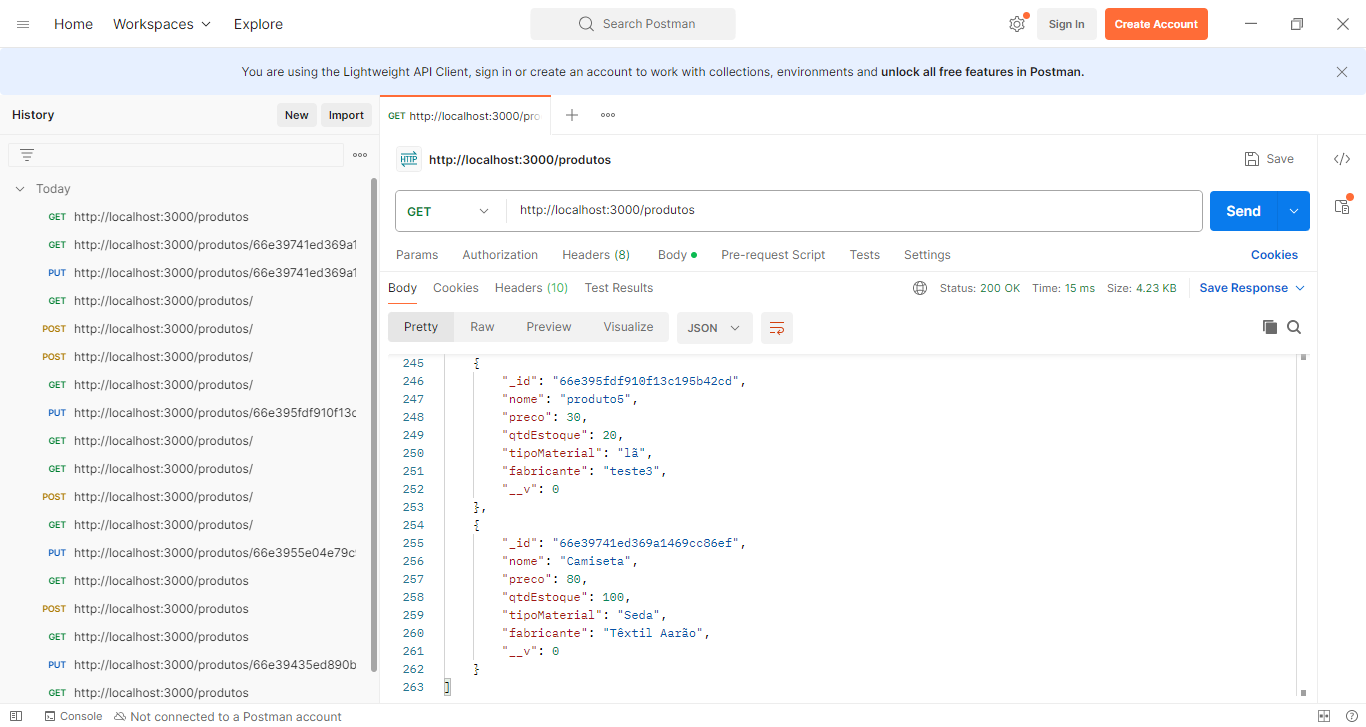 Home Workspaces Explore Search Postman Sign In Create Account
You are using the Lightweight API Client, sign in or create an account to work with collections, environments and unlock all free features in Postman.
History New Import
GET http://localhost:3000/pro
Today
GET http://localhost:3000/produtos
GET http://localhost:3000/produtos/66e39741ed369a1
PUT http://localhost:3000/produtos/66e39741ed369a1
GET http://localhost:3000/produtos/
POST http://localhost:3000/produtos/
POST http://localhost:3000/produtos/
GET http://localhost:3000/produtos/
PUT http://localhost:3000/produtos/66e395fdf910f13c
GET http://localhost:3000/produtos/
GET http://localhost:3000/produtos/
POST http://localhost:3000/produtos/
GET http://localhost:3000/produtos/
PUT http://localhost:3000/produtos/66e3955e04e79c
GET http://localhost:3000/produtos
POST http://localhost:3000/produtos
GET http://localhost:3000/produtos
PUT http://localhost:3000/produtos/66e39435ed890b
GET http://localhost:3000/produtos
HTTP http://localhost:3000/produtos Save
GET http://localhost:3000/produtos Send
Params Authorization Headers (8) Body Pre-request Script Tests Settings Cookies
Body Cookies Headers (10) Test Results Status: 200 OK Time: 15 ms Size: 4.23 KB Save Response
Pretty Raw Preview Visualize JSON
245 {
246 "_id": "66e395fdf910f13c195b42cd",
247 "nome": "produto5",
248 "preco": 30,
249 "qtdEstoque": 20,
250 "tipoMaterial": "lã",
251 "fabricante": "teste3",
252 "__v": 0
253 },
254 {
255 "_id": "66e39741ed369a1469cc86ef",
256 "nome": "Camiseta",
257 "preco": 80,
258 "qtdEstoque": 100,
259 "tipoMaterial": "Seda",
260 "fabricante": "Têxtil Aarão",
261 "__v": 0
262 }
263 ]
Console Not connected to a Postman account